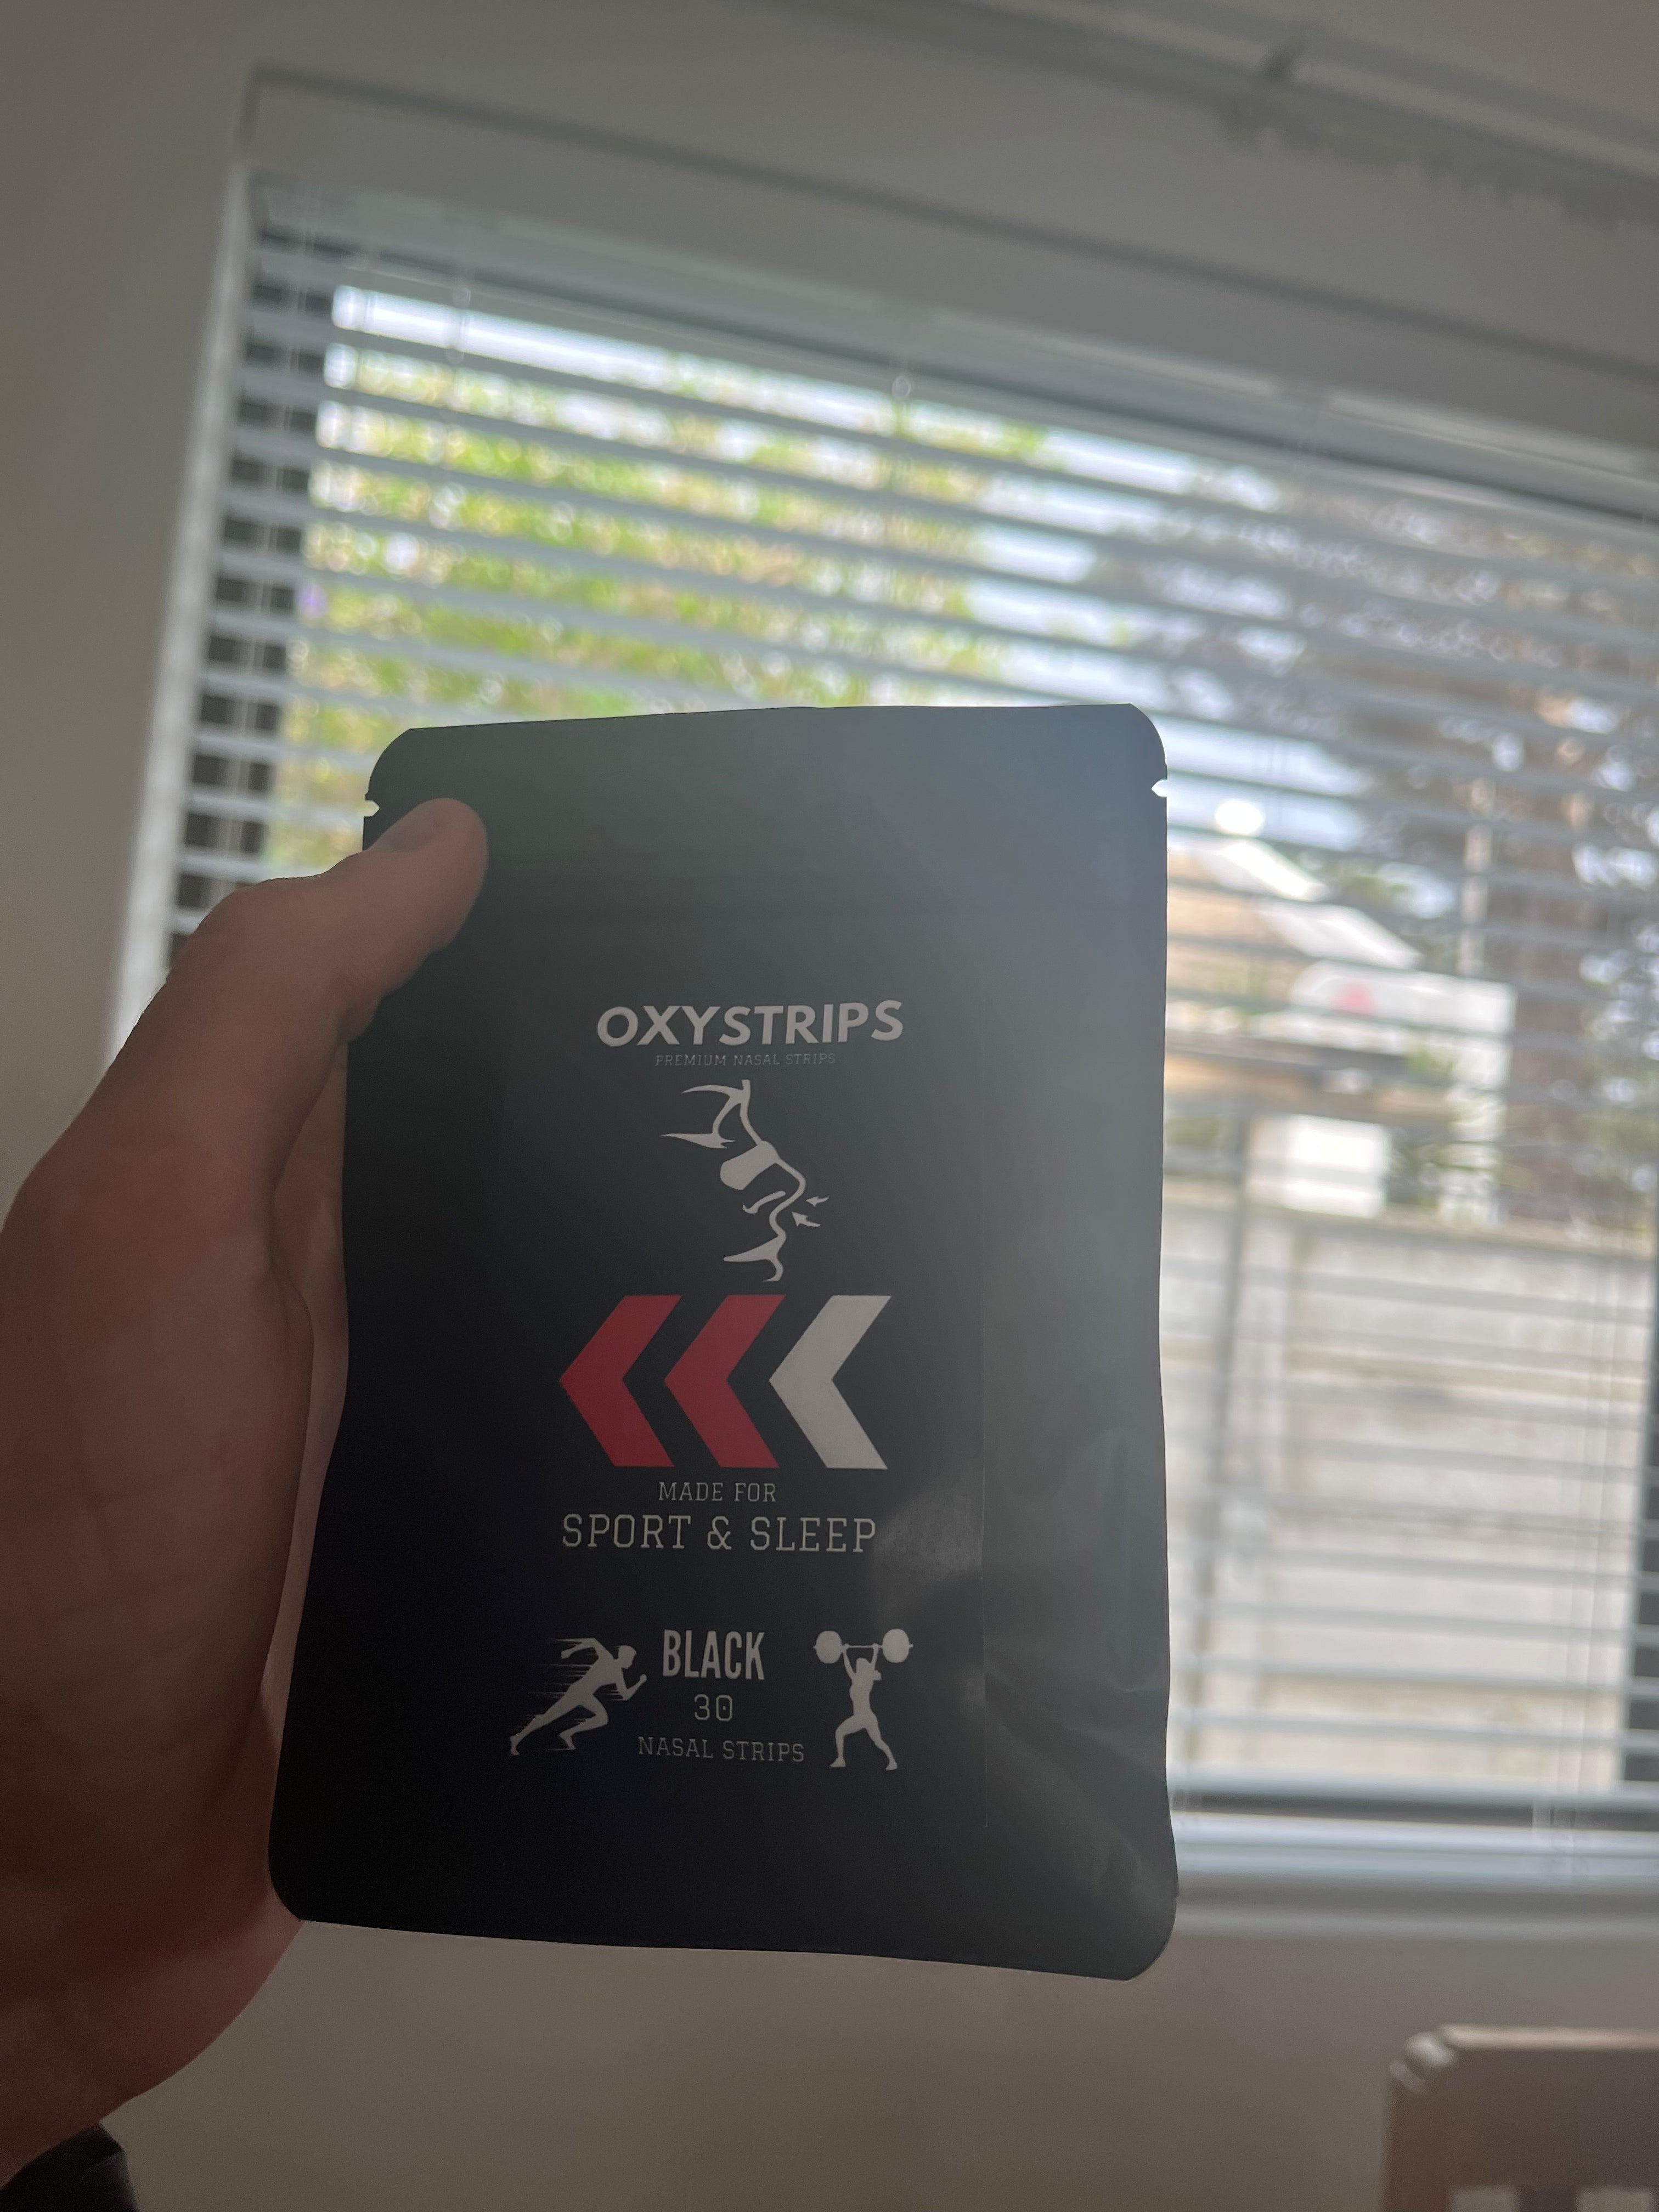 OXYSTRIPS
PREMIUM NASAL STRIPS
MADE FOR
SPORT & SLEEP
BLACK
30
NASAL STRIPS